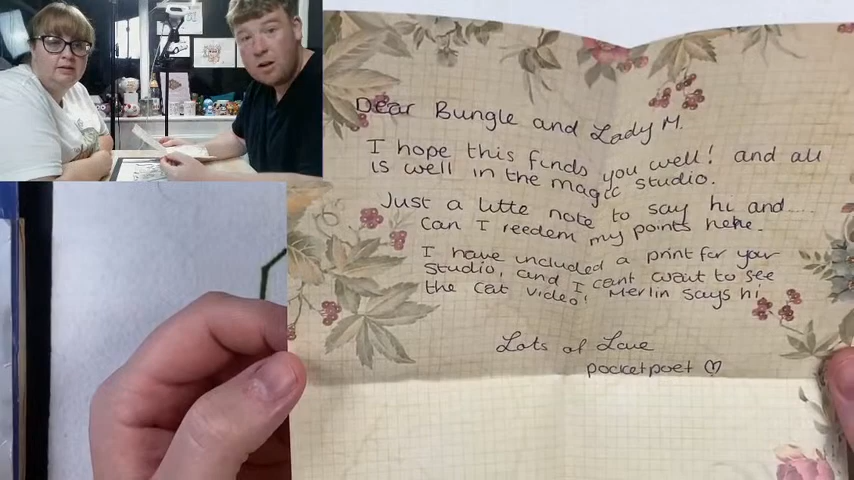 Dear Bungle and Lady M.
I hope this finds you well! and all
is well in the magic studio.
Just a little note to say hi and....
can I reedem my points hehe.
I have included a print for your
studio, and I cant wait to see
the cat video! Merlin says hi
Lots of Love
pocketpoet ♡